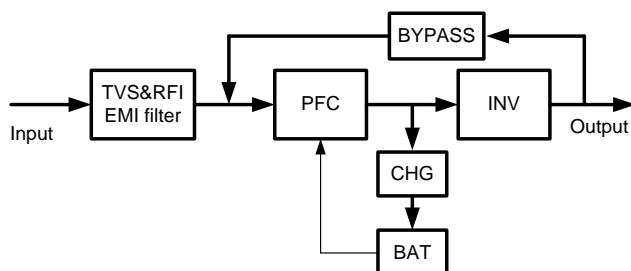 BYPASS
TVS&RFI
EMI filter
PFC
INV
Input
Output
CHG
BAT